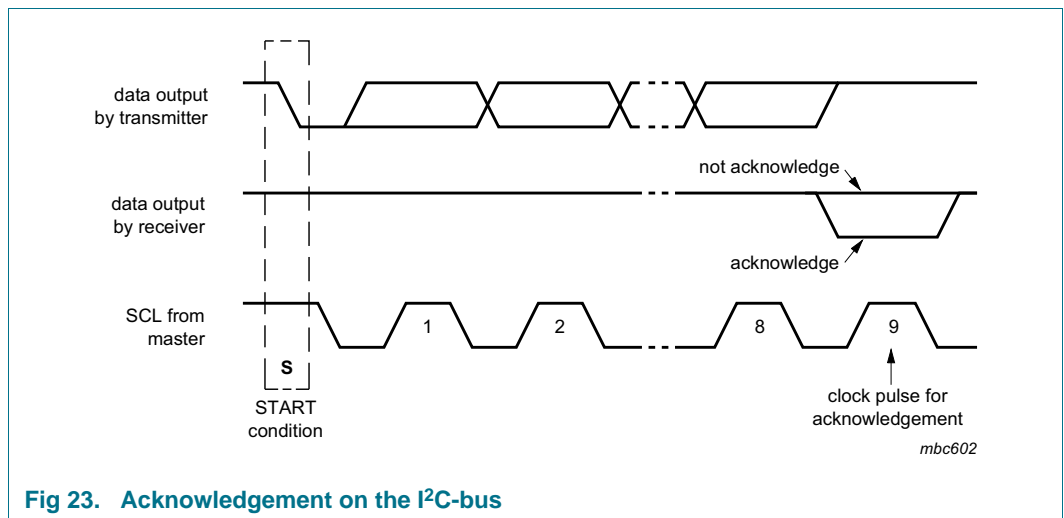 data output
by transmitter
not acknowledge
data output
by receiver
acknowledge
SCL from
master
1
2
8
9
S
START
condition
clock pulse for
acknowledgement
mbc602
Fig 23. Acknowledgement on the I²C-bus